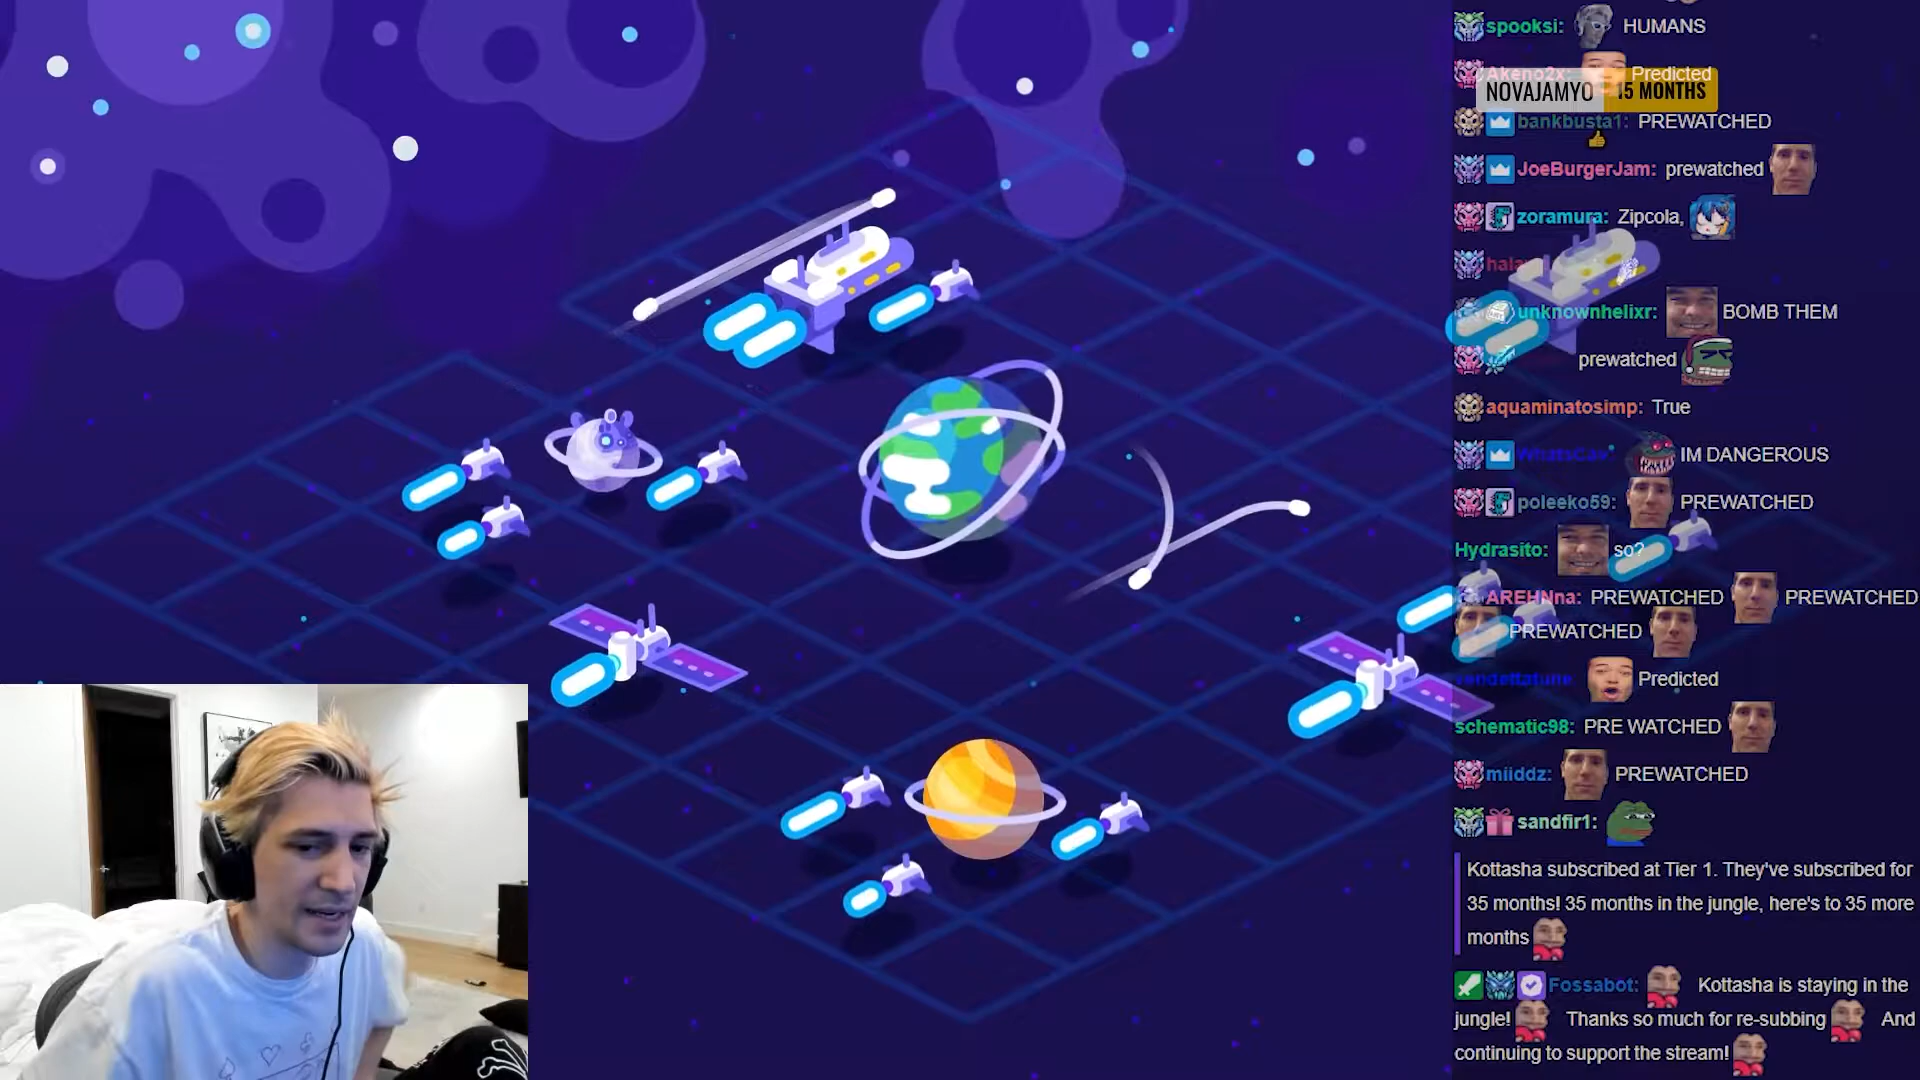 spooksi: HUMANS
Akeno2x: Predicted
NOVAJAMYO 15 MONTHS
bankbusta1: PREWATCHED
JoeBurgerJam: prewatched
zoramura: Zipcola,
unknownhelixr: BOMB THEM
prewatched
aquaminatosimp: True
IM DANGEROUS
poleeko59: PREWATCHED
Hydrasito: so?
AREHNna: PREWATCHED PREWATCHED
PREWATCHED
Predicted
schematic98: PRE WATCHED
miiddz: PREWATCHED
sandfir1:
Kottasha subscribed at Tier 1. They've subscribed for
35 months! 35 months in the jungle, here's to 35 more
months
Fossabot: Kottasha is staying in the
jungle! Thanks so much for re-subbing And
continuing to support the stream!